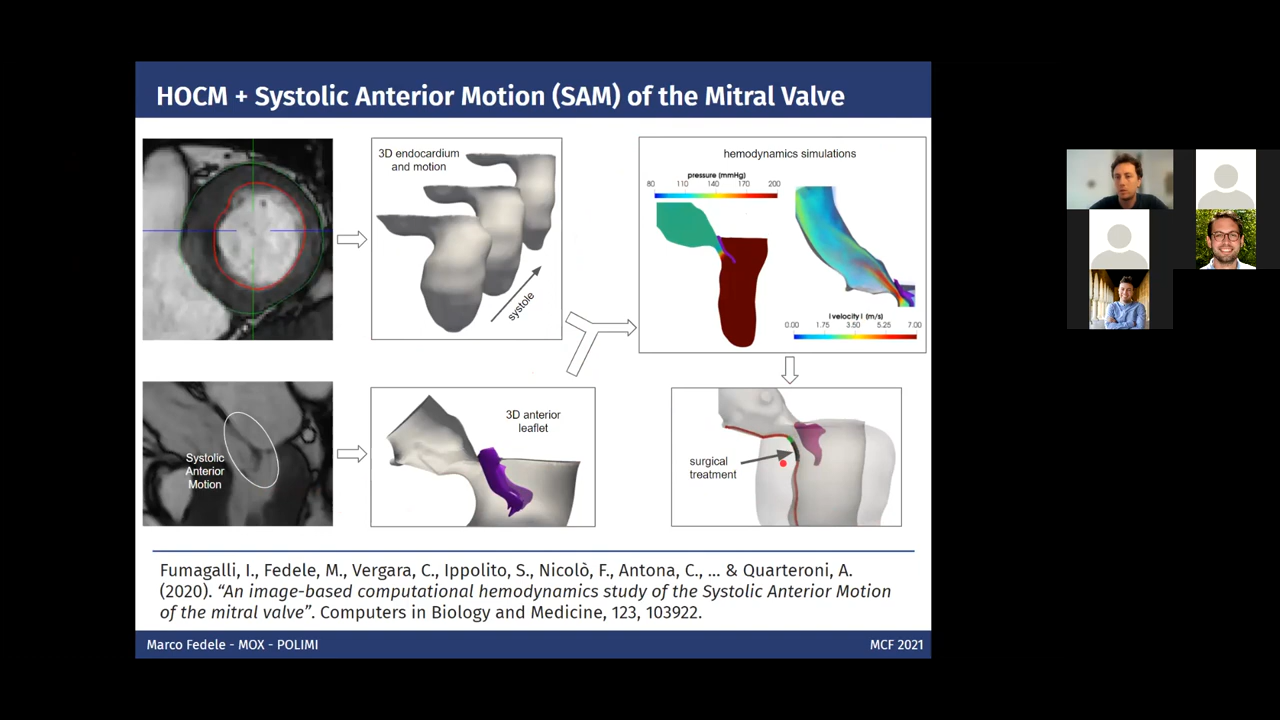 HOCM + Systolic Anterior Motion (SAM) of the Mitral Valve
3D endocardium
and motion
systole
hemodynamics simulations
pressure (mmHg)
80 110 140 170 200
| velocity | (m/s)
0.00 1.75 3.50 5.25 7.00
Systolic
Anterior
Motion
3D anterior
leaflet
surgical
treatment
Fumagalli, I., Fedele, M., Vergara, C., Ippolito, S., Nicolò, F., Antona, C., ... & Quarteroni, A.
(2020). “An image-based computational hemodynamics study of the Systolic Anterior Motion
of the mitral valve”. Computers in Biology and Medicine, 123, 103922.
Marco Fedele - MOX - POLIMI
MCF 2021